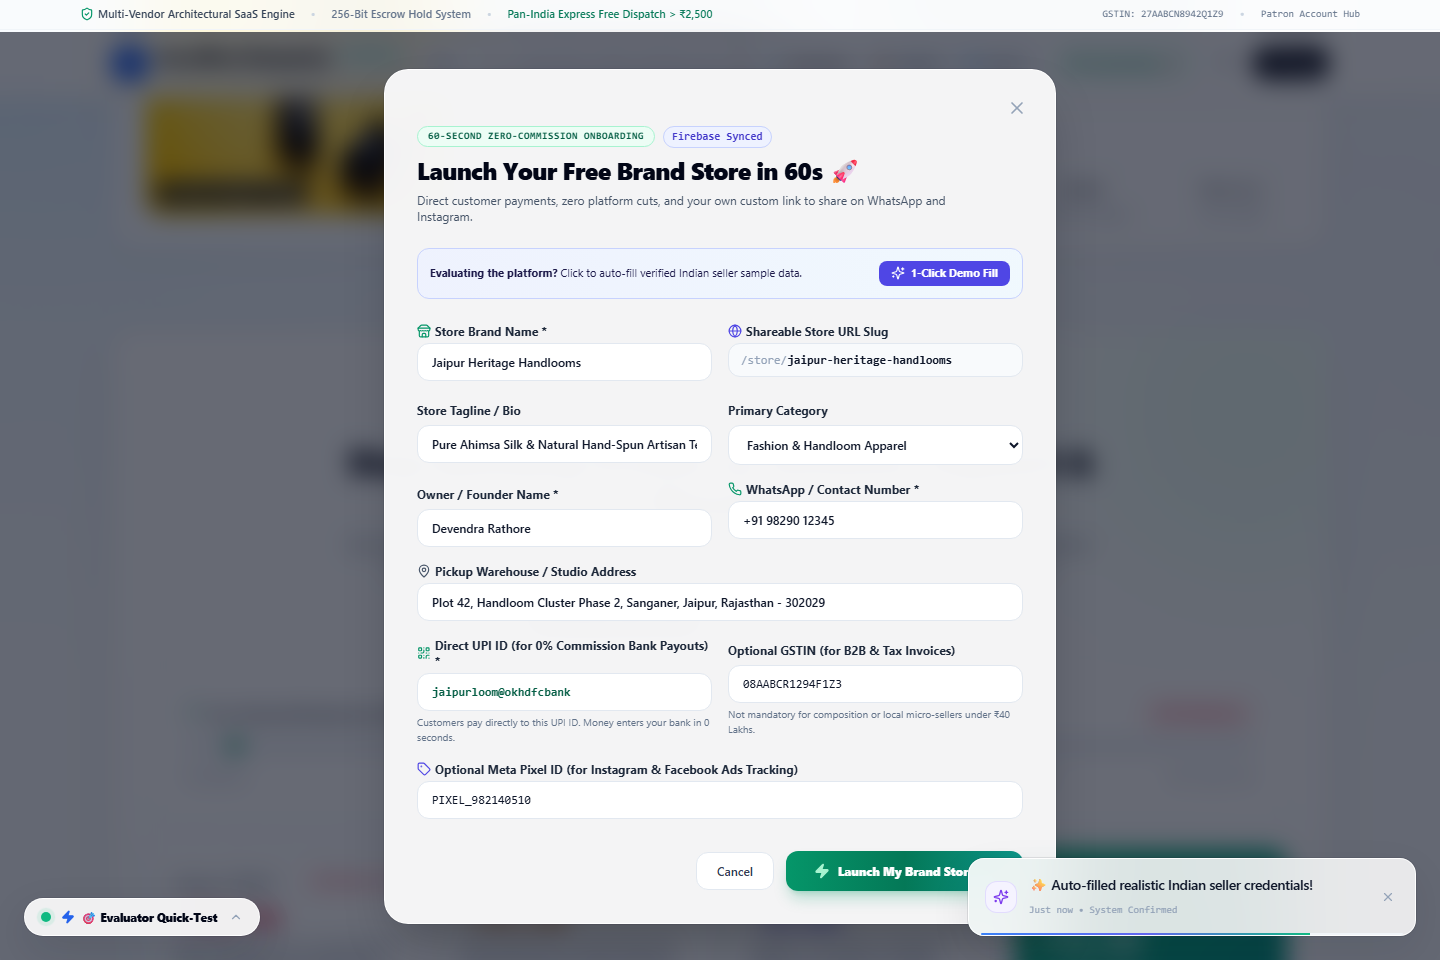 Multi-Vendor Architectural SaaS Engine • 256-Bit Escrow Hold System • Pan-India Express Free Dispatch > ₹2,500
GSTIN: 27AABCN8942Q1Z9 • Patron Account Hub
60-SECOND ZERO-COMMISSION ONBOARDING
Firebase Synced
Launch Your Free Brand Store in 60s 🚀
Direct customer payments, zero platform cuts, and your own custom link to share on WhatsApp and
Instagram.
Evaluating the platform? Click to auto-fill verified Indian seller sample data.
1-Click Demo Fill
Store Brand Name *
Jaipur Heritage Handlooms
Shareable Store URL Slug
/store/jaipur-heritage-handlooms
Store Tagline / Bio
Pure Ahimsa Silk & Natural Hand-Spun Artisan Te
Primary Category
Fashion & Handloom Apparel
Owner / Founder Name *
Devendra Rathore
WhatsApp / Contact Number *
+91 98290 12345
Pickup Warehouse / Studio Address
Plot 42, Handloom Cluster Phase 2, Sanganer, Jaipur, Rajasthan - 302029
Direct UPI ID (for 0% Commission Bank Payouts)
*
jaipurloom@okhdfcbank
Customers pay directly to this UPI ID. Money enters your bank in 0
seconds.
Optional GSTIN (for B2B & Tax Invoices)
08AABCR1294F1Z3
Not mandatory for composition or local micro-sellers under ₹40
Lakhs.
Optional Meta Pixel ID (for Instagram & Facebook Ads Tracking)
PIXEL_982140510
Cancel
Launch My Brand Stor
✨ Auto-filled realistic Indian seller credentials!
Just now • System Confirmed
🎯 Evaluator Quick-Test